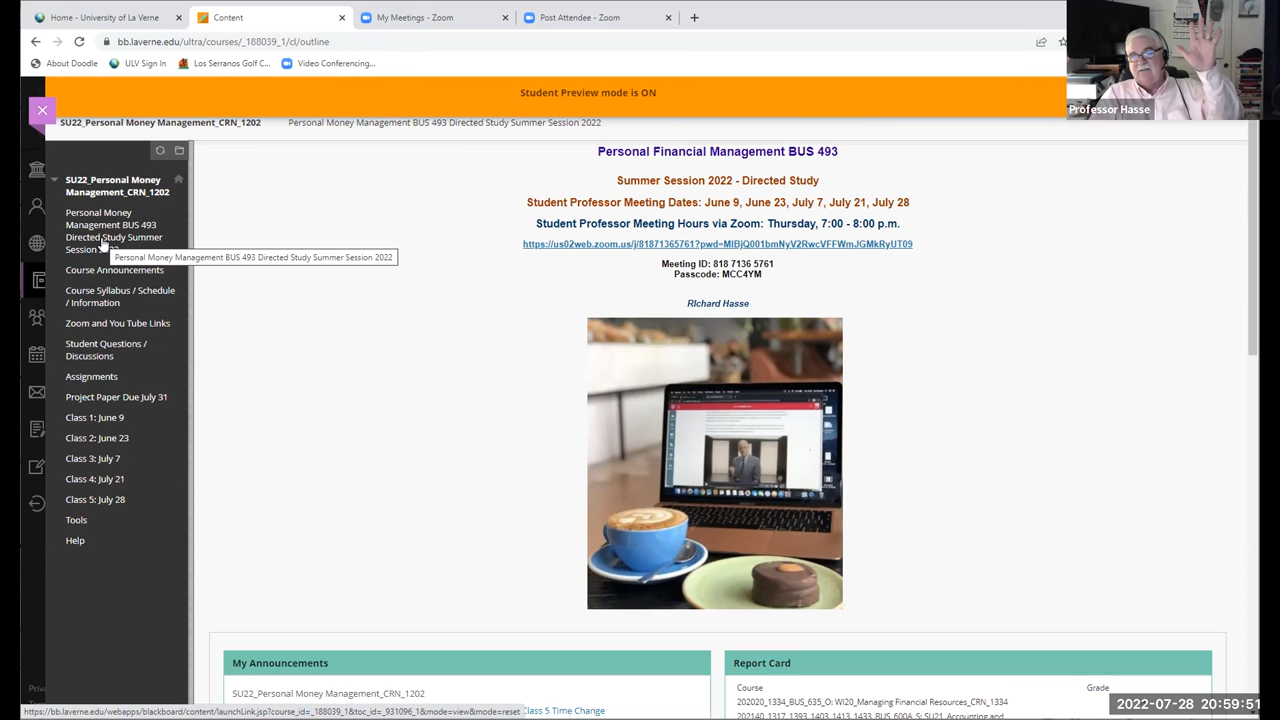 Home - University of La Verne
Content
My Meetings - Zoom
Post Attendee - Zoom
bb.laverne.edu/ultra/courses/_188039_1/cl/outline
About Doodle
ULV Sign In
Los Serranos Golf C...
Video Conferencing...
Professor Hasse
Student Preview mode is ON
SU22_Personal Money Management_CRN_1202
Personal Money Management BUS 493 Directed Study Summer Session 2022
SU22_Personal Money
Management_CRN_1202
Personal Money
Management BUS 493
Directed Study Summer
Session
Personal Money Management BUS 493 Directed Study Summer Session 2022
Course Announcements
Course Syllabus / Schedule
/ Information
Zoom and You Tube Links
Student Questions /
Discussions
Assignments
Project Paper Due July 31
Class 1: June 9
Class 2: June 23
Class 3: July 7
Class 4: July 21
Class 5: July 28
Tools
Help
Personal Financial Management BUS 493
Summer Session 2022 - Directed Study
Meeting Dates: June 9, June 23, July 7, July 21, July 28
Student Professor Meeting Hours via Zoom: Thursday, 7:00 - 8:00 p.m.
https://us02web.zoom.us/j/81871365761?pwd=MlBjQ001bmNyV2RwcVFFWmJGMkRyUT09
Meeting ID: 818 7136 5761
Passcode: MCC4YM
RIchard Hasse
My Announcements
SU22_Personal Money Management_CRN_1202
Class 5 Time Change
Report Card
Course
Grade
202020_1334_BUS_635_O: WI20_Managing Financial Resources_CRN_1334
202140_1317_1393_1403_1413_1433_BUS_600A_S: SU21_Accounting and
https://bb.laverne.edu/webapps/blackboard/content/launchLink.jsp?course_id=_188039_1&toc_id=_931096_1&mode=view&mode=reset
2022-07-28 20:59:51